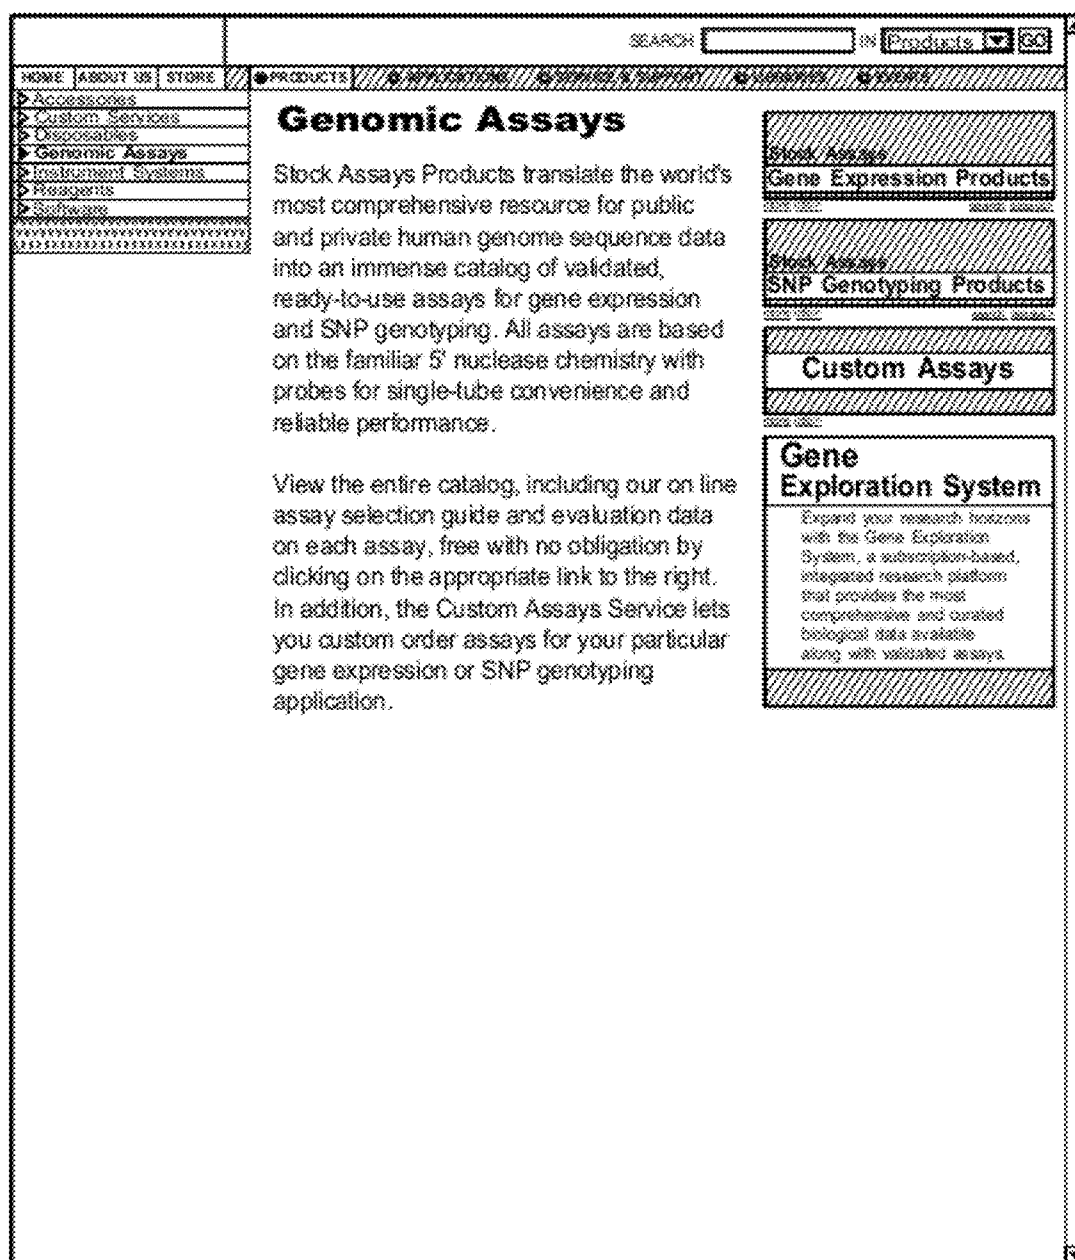 SEARCH IN Products GO
HOME ABOUT US STORE PRODUCTS APPLICATIONS SERVICE & SUPPORT EVENTS
Accessories
Custom Services
Disposables
Genomic Assays
Instrument Systems
Reagents
Software
Genomic Assays
Stock Assays Products translate the world's
most comprehensive resource for public
and private human genome sequence data
into an immense catalog of validated,
ready-to-use assays for gene expression
and SNP genotyping. All assays are based
on the familiar 5' nuclease chemistry with
probes for single-tube convenience and
reliable performance.
View the entire catalog, including our on line
assay selection guide and evaluation data
on each assay, free with no obligation by
clicking on the appropriate link to the right.
In addition, the Custom Assays Service lets
you custom order assays for your particular
gene expression or SNP genotyping
application.
Stock Assays
Gene Expression Products
Stock Assays
SNP Genotyping Products
Custom Assays
Gene
Exploration System
Expand your research horizons
with the Gene Exploration
System, a subscription-based,
integrated research platform
that provides the most
comprehensive and curated
biological data available
along with validated assays.